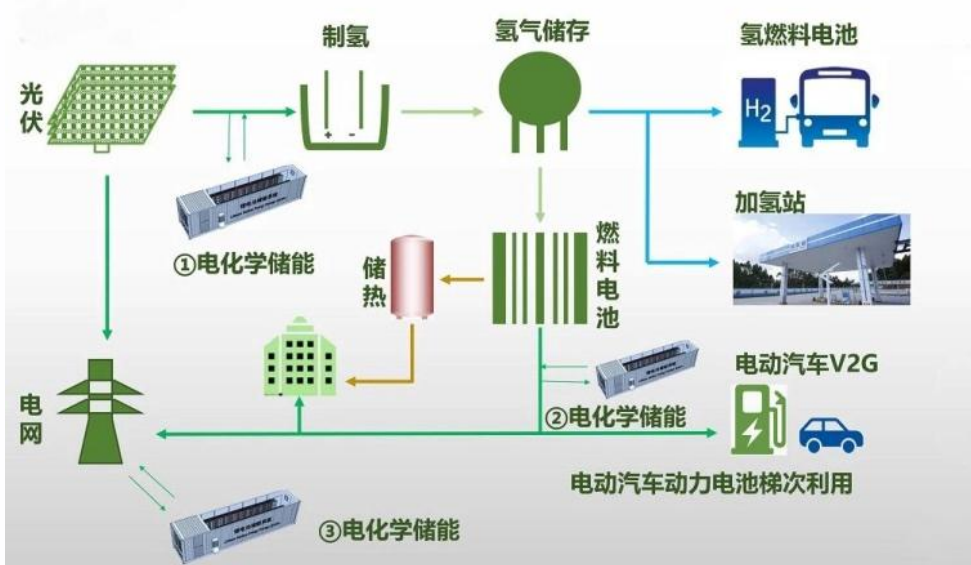 制氢
氢气储存
氢燃料电池
光伏
H2
+ -
加氢站
①电化学储能
储热
燃料电池
电动汽车V2G
电网
②电化学储能
电动汽车动力电池梯次利用
③电化学储能